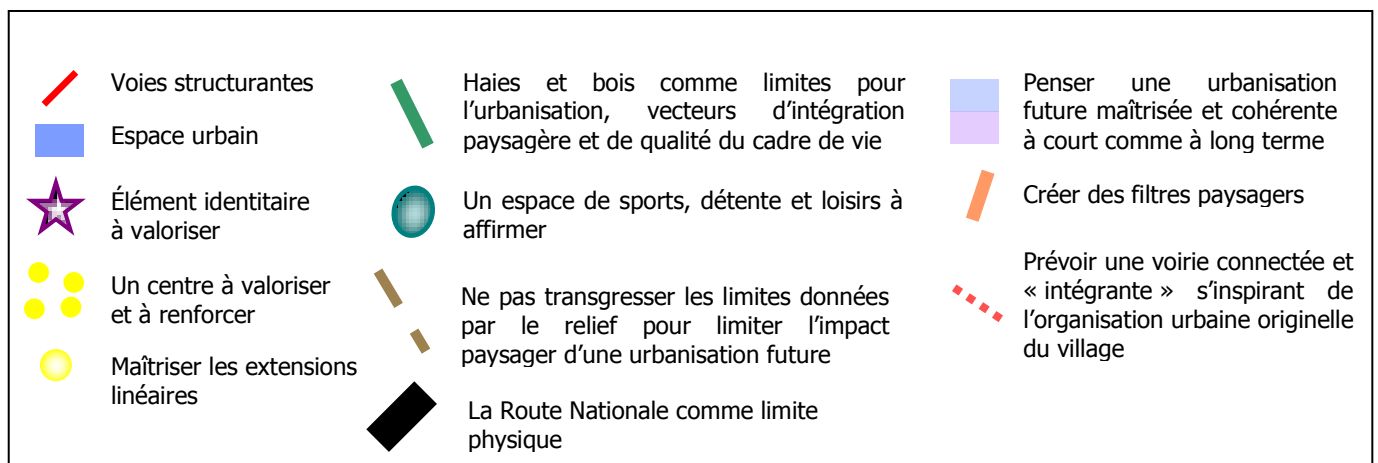 Voies structurantes
Espace urbain
Élément identitaire
à valoriser
Un centre à valoriser
et à renforcer
Maîtriser les extensions
linéaires
Haies et bois comme limites pour
l’urbanisation, vecteurs d’intégration
paysagère et de qualité du cadre de vie
Un espace de sports, détente et loisirs à
affirmer
Ne pas transgresser les limites données
par le relief pour limiter l’impact
paysager d’une urbanisation future
La Route Nationale comme limite
physique
Penser une urbanisation
future maîtrisée et cohérente
à court comme à long terme
Créer des filtres paysagers
Prévoir une voirie connectée et
« intégrante » s’inspirant de
l’organisation urbaine originelle
du village